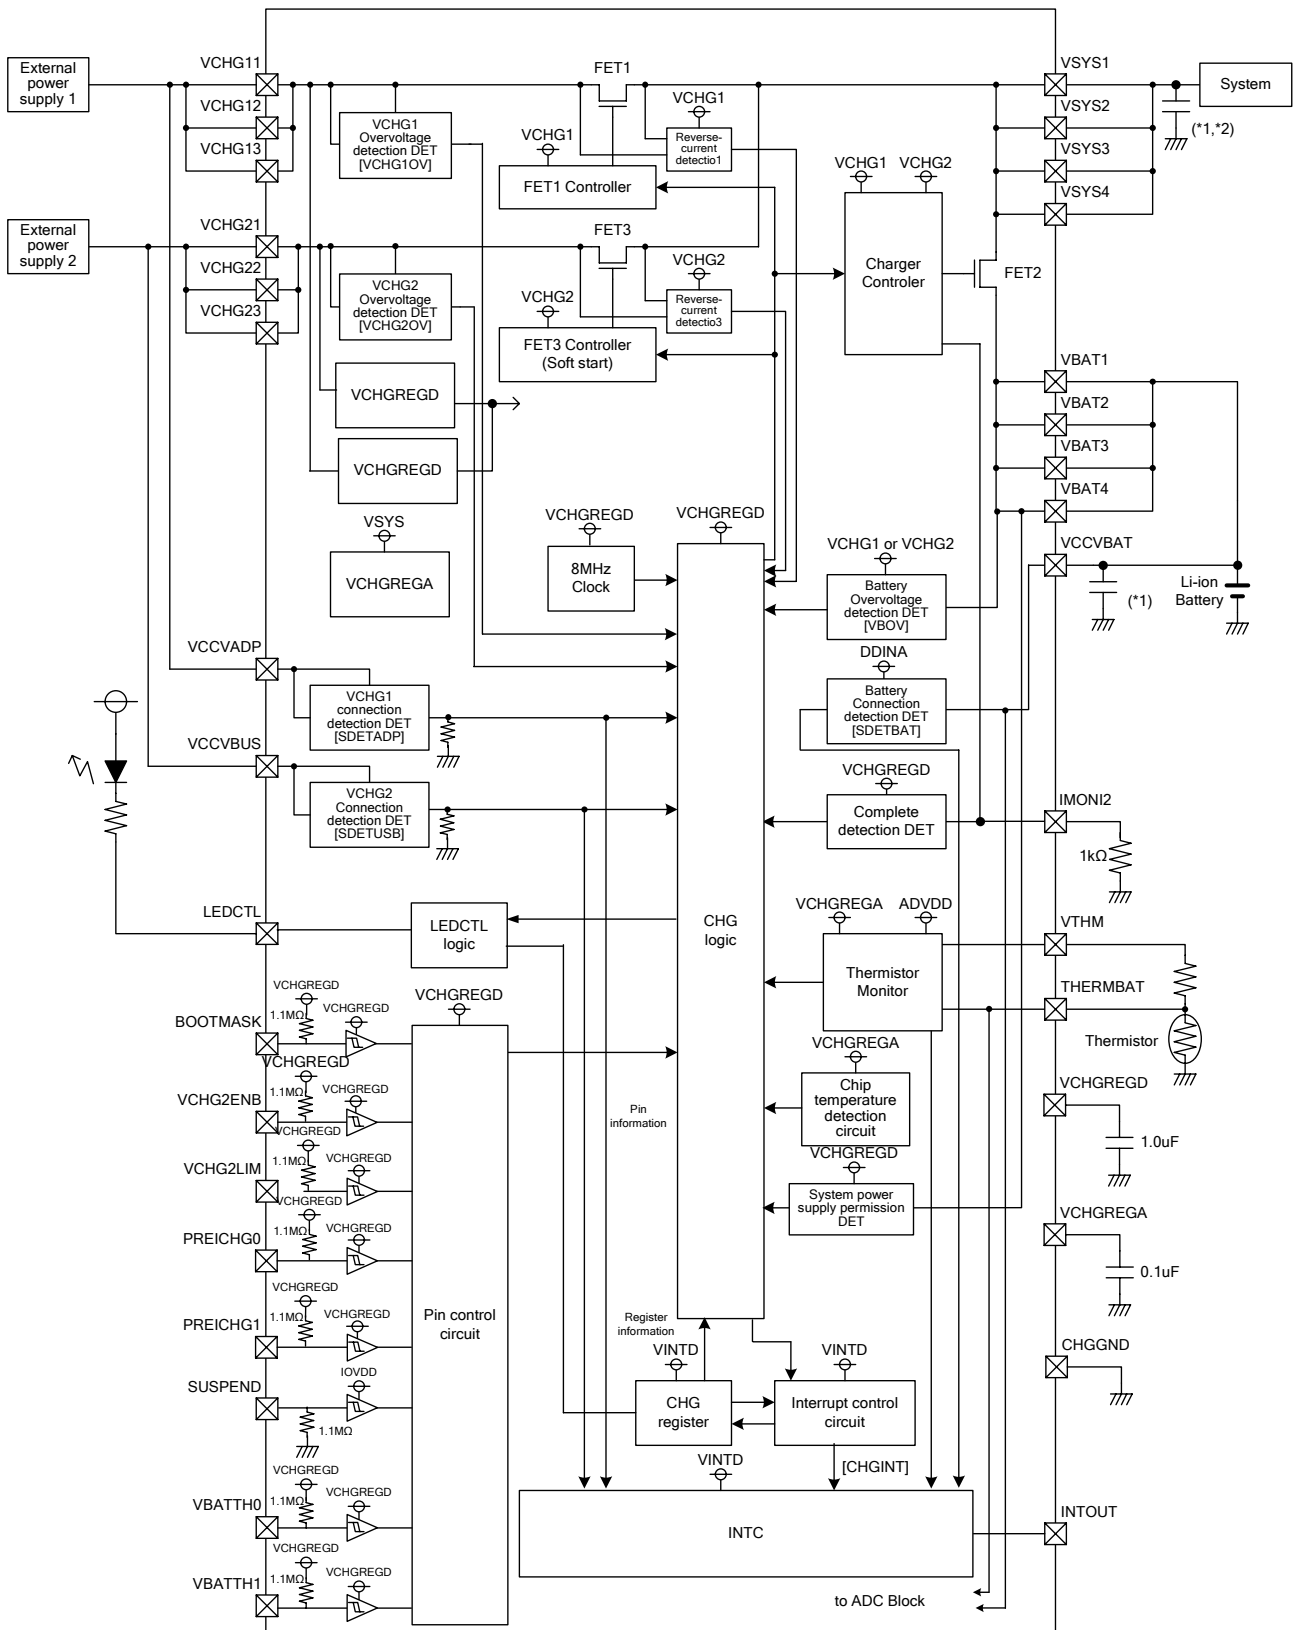 VCHG11
VSYS1
External
power
supply 1
FET1
System
VCHG12
VCHG1
VSYS2
VCHG1
Overvoltage
detection DET
[VCHG1OV]
(*1,*2)
VCHG1
Reverse-
current
detectio1
VCHG13
VSYS3
VCHG1
VCHG2
FET1 Controller
VSYS4
VCHG21
External
power
supply 2
FET3
Charger
Controler
FET2
VCHG22
VCHG2
VCHG2
Overvoltage
detection DET
[VCHG2OV]
VCHG2
Reverse-
current
detectio3
VCHG23
FET3 Controller
(Soft start)
VBAT1
VCHGREGD
VBAT2
VBAT3
VCHGREGD
VBAT4
VSYS
VCHGREGD
VCHGREGD
VCHG1 or VCHG2
VCCVBAT
VCHGREGA
8MHz
Clock
Battery
Overvoltage
detection DET
[VBOV]
(*1)
Li-ion
Battery
VCCVADP
DDINA
VCHG1
connection
detection DET
[SDETADP]
Battery
Connection
detection DET
[SDETBAT]
VCCVBUS
VCHGREGD
VCHG2
Connection
detection DET
[SDETUSB]
Complete
detection DET
IMONI2
1kΩ
LEDCTL
LEDCTL
logic
CHG
logic
VCHGREGA
ADVDD
VTHM
Thermistor
Monitor
VCHGREGD
VCHGREGD
VCHGREGD
THERMBAT
BOOTMASK
1.1MΩ
Thermistor
VCHGREGD
VCHGREGA
VCHG2ENB
1.1MΩ
VCHGREGD
Chip
temperature
detection
circuit
VCHGREGD
Pin
information
1.0uF
VCHGREGD
VCHG2LIM
1.1MΩ
VCHGREGD
VCHGREGD
VCHGREGD
System power
supply permission
DET
PREICHG0
1.1MΩ
VCHGREGD
VCHGREGA
0.1uF
VCHGREGD
PREICHG1
1.1MΩ
VCHGREGD
Pin control
circuit
Register
information
VINTD
VINTD
CHGGND
SUSPEND
IOVDD
1.1MΩ
CHG
register
Interrupt control
circuit
VINTD
[CHGINT]
VCHGREGD
VBATTH0
1.1MΩ
VCHGREGD
INTC
INTOUT
VCHGREGD
VBATTH1
1.1MΩ
VCHGREGD
to ADC Block